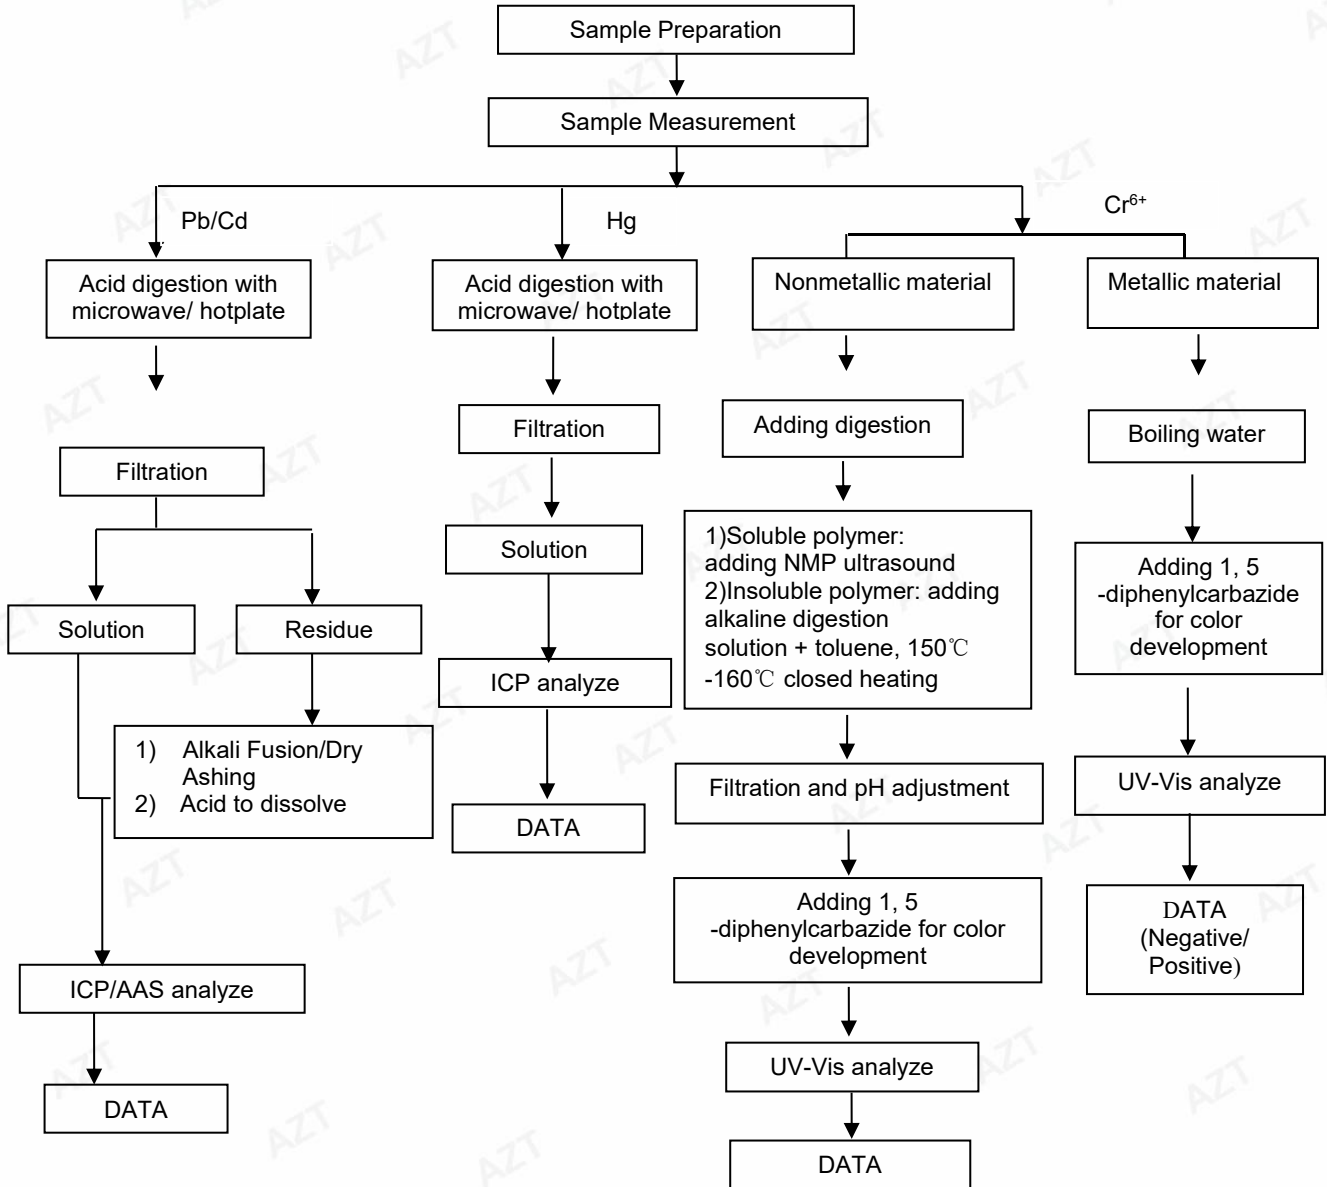 Sample Preparation
Sample Measurement
Pb/Cd
Hg
Cr⁶⁺
Acid digestion with
microwave/ hotplate
Filtration
Solution
Residue
1) Alkali Fusion/Dry
Ashing
2) Acid to dissolve
ICP/AAS analyze
DATA
Acid digestion with
microwave/ hotplate
Filtration
Solution
ICP analyze
DATA
Nonmetallic material
Adding digestion
1)Soluble polymer:
adding NMP ultrasound
2)Insoluble polymer: adding
alkaline digestion
solution + toluene, 150℃
-160℃ closed heating
Filtration and pH adjustment
Adding 1, 5
-diphenylcarbazide for color
development
UV-Vis analyze
DATA
Metallic material
Boiling water
Adding 1, 5
-diphenylcarbazide
for color
development
UV-Vis analyze
DATA
(Negative/
Positive)
AZT